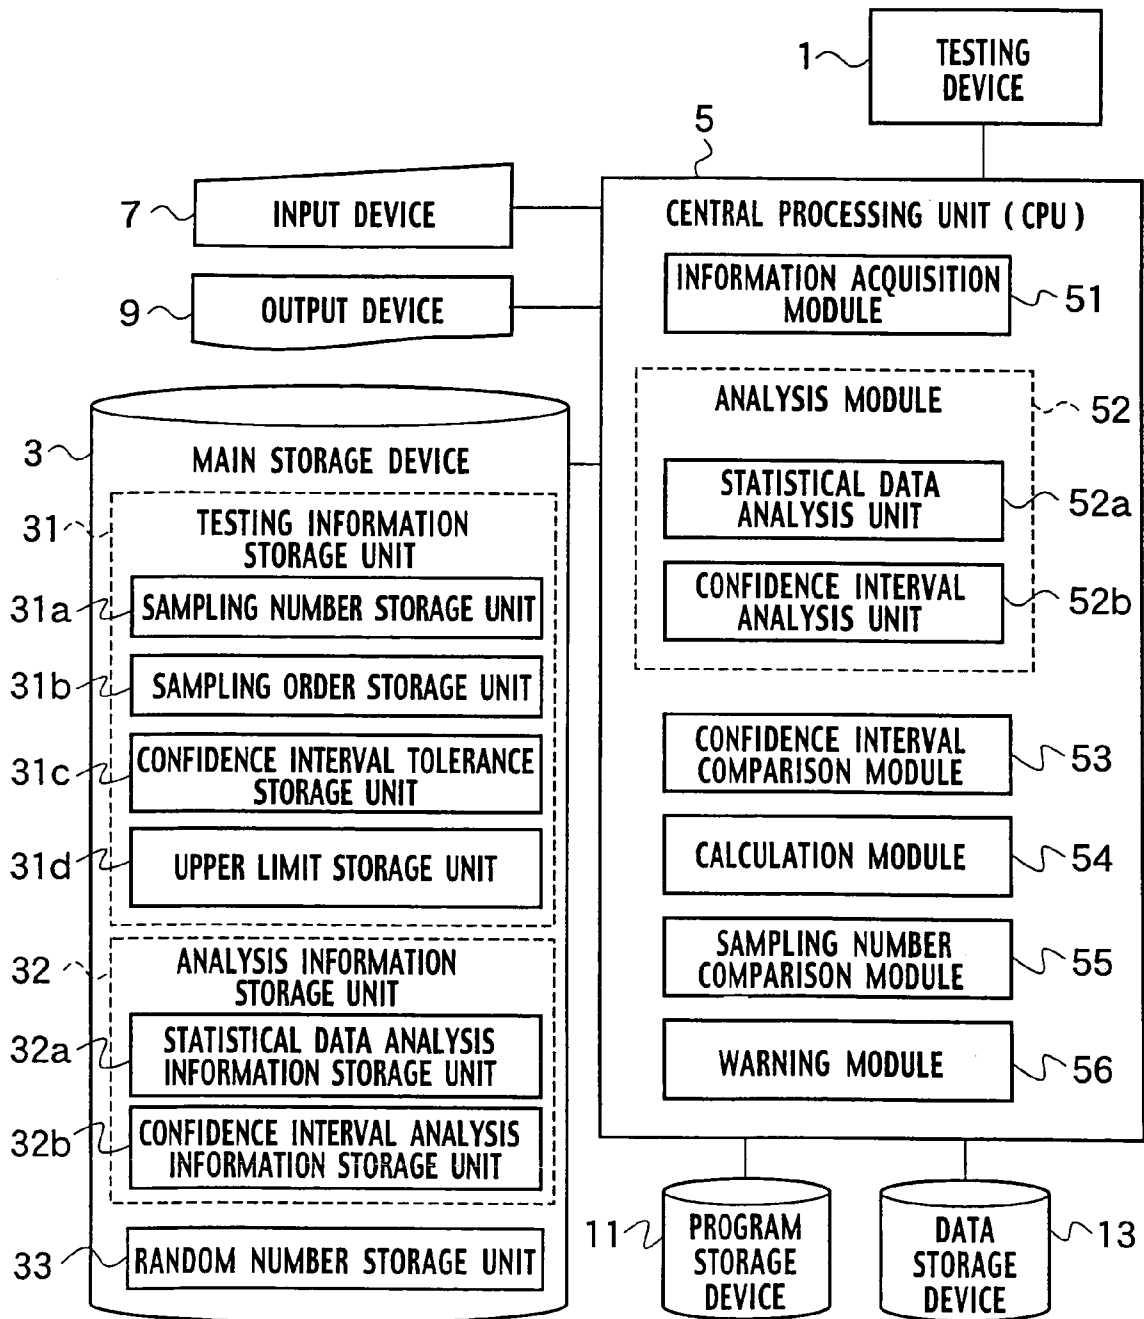 1
TESTING
DEVICE
5
7
INPUT DEVICE
9
OUTPUT DEVICE
CENTRAL PROCESSING UNIT ( CPU )
INFORMATION ACQUISITION
MODULE
51
ANALYSIS MODULE
52
STATISTICAL DATA
ANALYSIS UNIT
52a
CONFIDENCE INTERVAL
ANALYSIS UNIT
52b
CONFIDENCE INTERVAL
COMPARISON MODULE
53
CALCULATION MODULE
54
SAMPLING NUMBER
COMPARISON MODULE
55
WARNING MODULE
56
3
MAIN STORAGE DEVICE
31
TESTING INFORMATION
STORAGE UNIT
31a
SAMPLING NUMBER STORAGE UNIT
31b
SAMPLING ORDER STORAGE UNIT
31c
CONFIDENCE INTERVAL TOLERANCE
STORAGE UNIT
31d
UPPER LIMIT STORAGE UNIT
32
ANALYSIS INFORMATION
STORAGE UNIT
32a
STATISTICAL DATA ANALYSIS
INFORMATION STORAGE UNIT
32b
CONFIDENCE INTERVAL ANALYSIS
INFORMATION STORAGE UNIT
33
RANDOM NUMBER STORAGE UNIT
11
PROGRAM
STORAGE
DEVICE
DATA
STORAGE
DEVICE
13